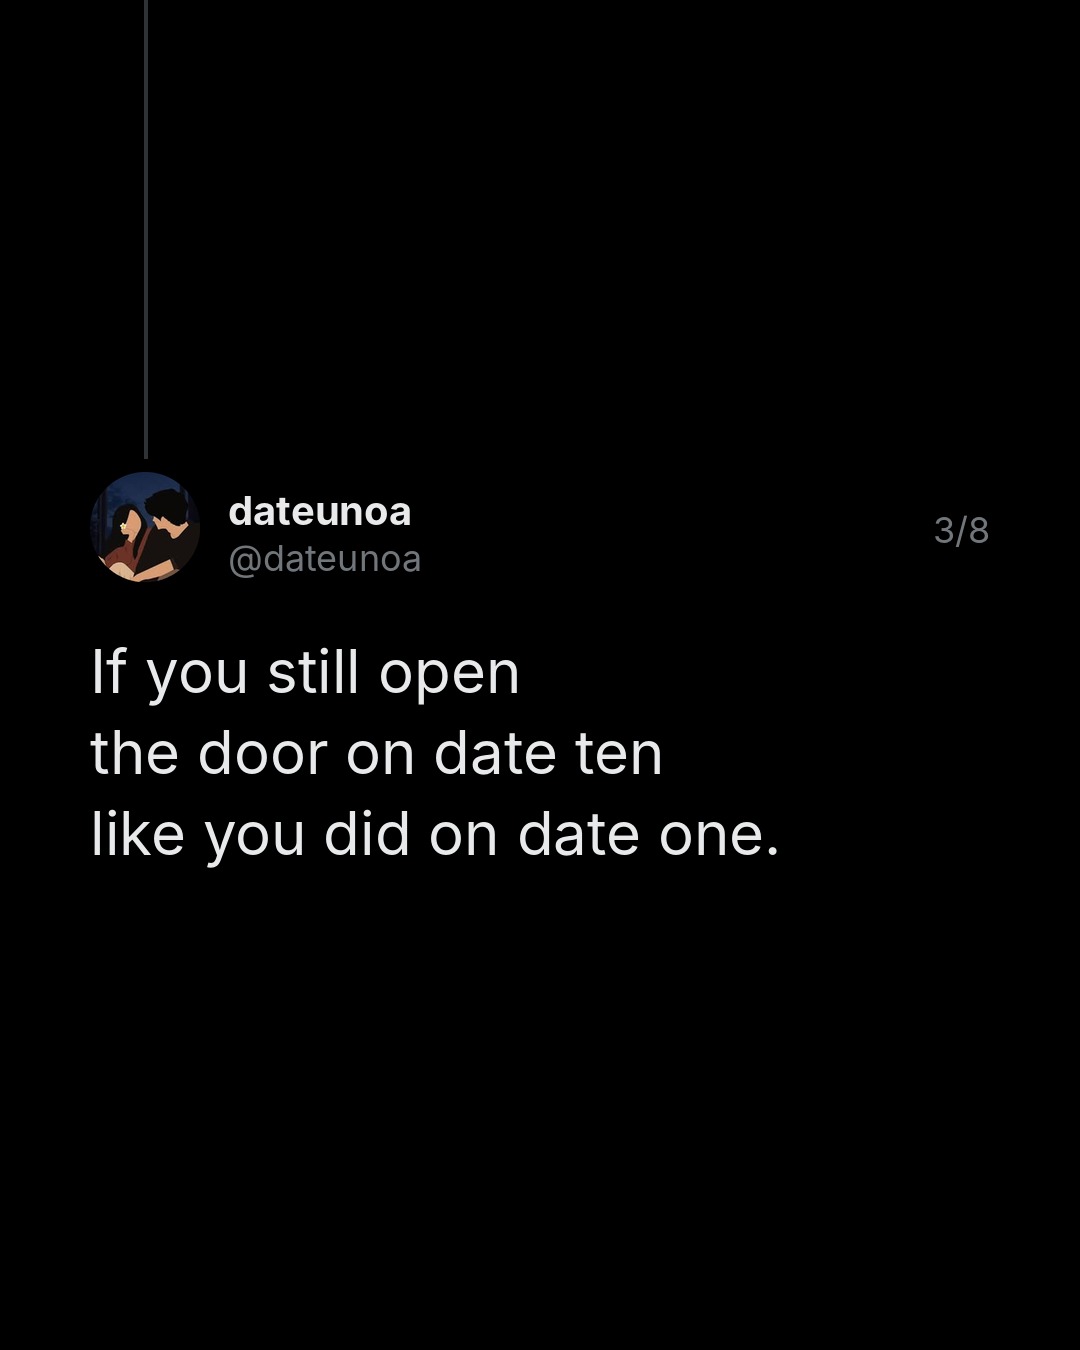 dateunoa
@dateunoa
3/8
If you still open
the door on date ten
like you did on date one.